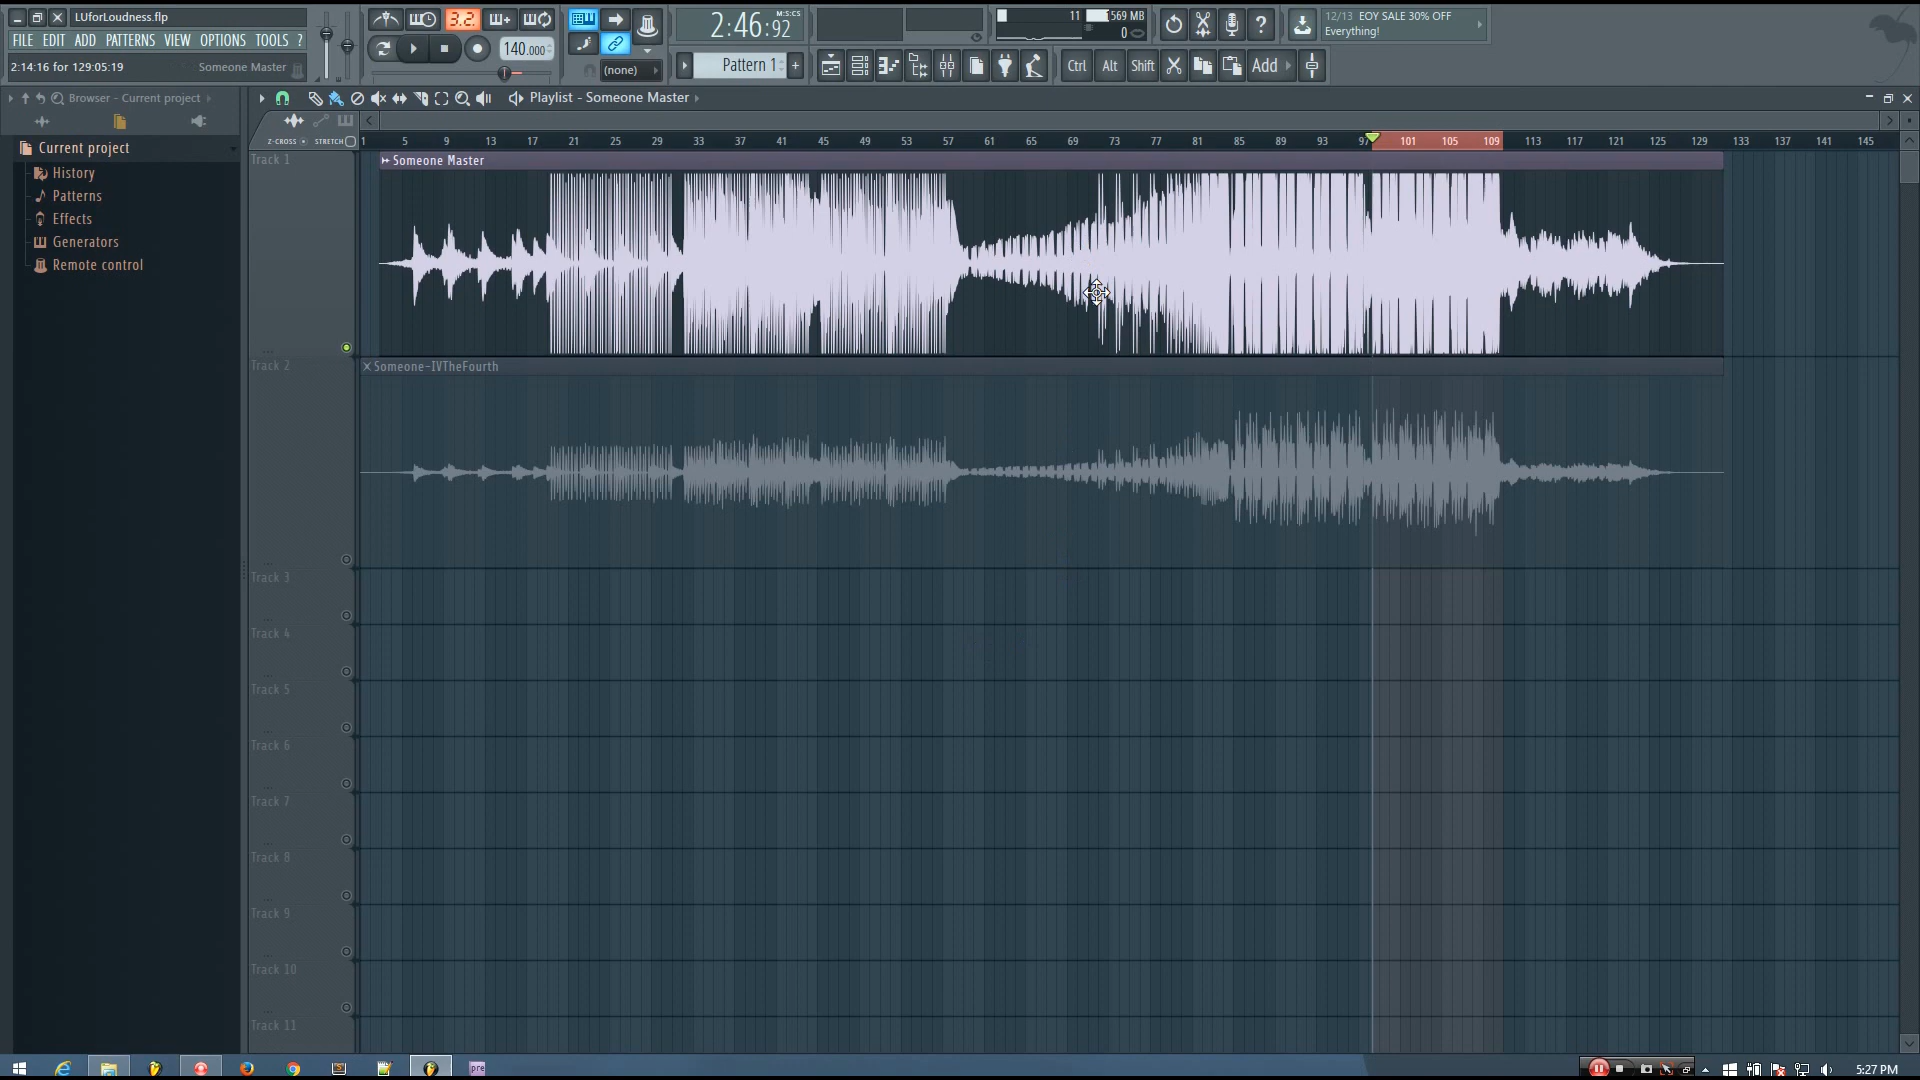 LUforLoudness.flp
FILE EDIT ADD PATTERNS VIEW OPTIONS TOOLS ?
2:14:16 for 129:05:19 Someone Master
3.2.
140.000
(none)
2:46:92
M:S:CS
Pattern 1
+
11 569 MB
0
?
12/13 EOY SALE 30% OFF
Everything!
Ctrl Alt Shift Add
Browser - Current project
Playlist - Someone Master
Current project
History
Patterns
Effects
Generators
Remote control
Z-CROSS STRETCH
1 5 9 13 17 21 25 29 33 37 41 45 49 53 57 61 65 69 73 77 81 85 89 93 97 101 105 109 113 117 121 125 129 133 137 141 145
Track 1
Someone Master
Track 2
Someone-IVTheFourth
Track 3
Track 4
Track 5
Track 6
Track 7
Track 8
Track 9
Track 10
Track 11
pre
5:27 PM